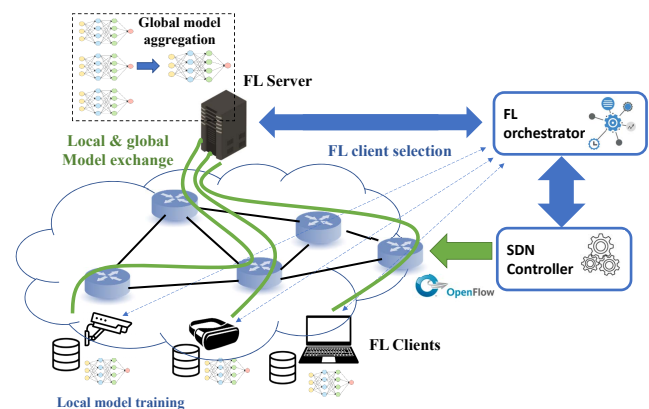 Global model
aggregation
FL Server
FL
orchestrator
Local & global
Model exchange
FL client selection
SDN
Controller
OpenFlow
FL Clients
Local model training